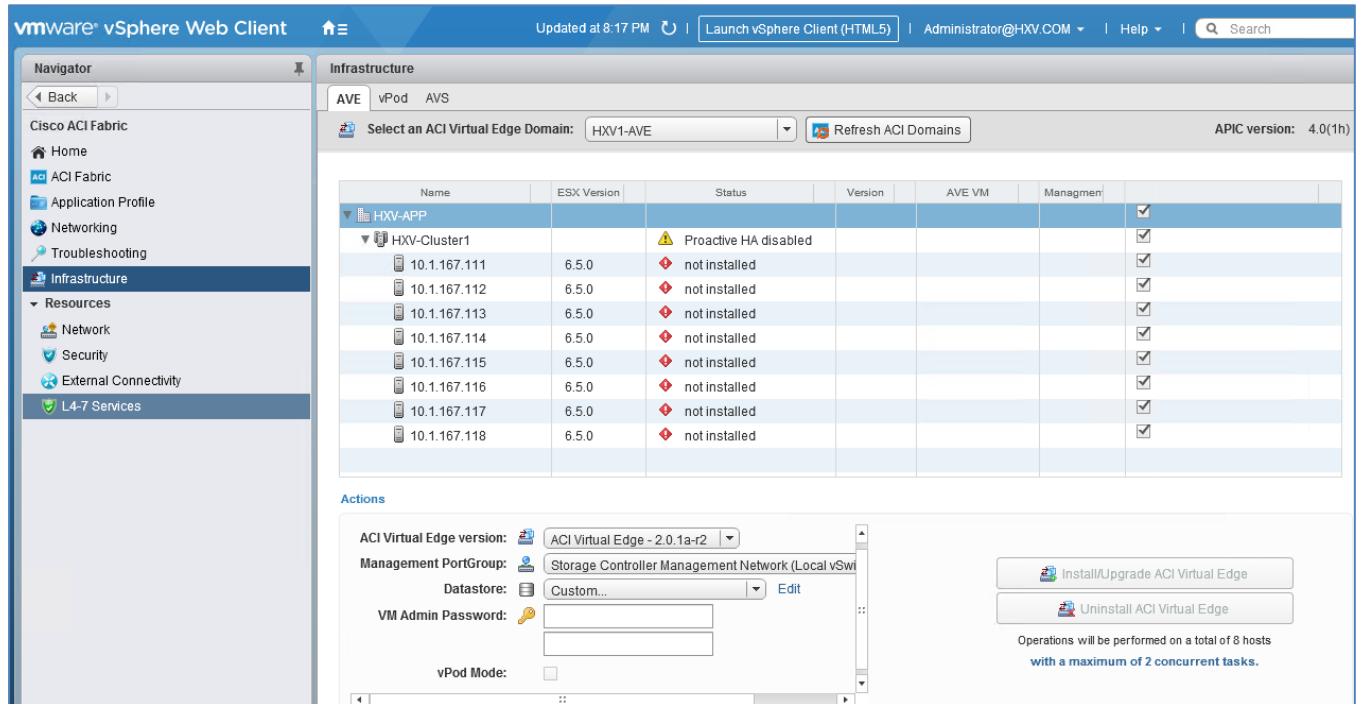 vmware® vSphere Web Client Updated at 8:17 PM Launch vSphere Client (HTML5) Administrator@HXV.COM Help Search
Navigator
Back
Cisco ACI Fabric
Home
ACI ACI Fabric
Application Profile
Networking
Troubleshooting
Infrastructure
Resources
Network
Security
External Connectivity
L4-7 Services
Infrastructure
AVE vPod AVS
Select an ACI Virtual Edge Domain: HXV1-AVE Refresh ACI Domains APIC version: 4.0(1h)
Name ESX Version Status Version AVE VM Managmen
HXV-APP
HXV-Cluster1 Proactive HA disabled
10.1.167.111 6.5.0 not installed
10.1.167.112 6.5.0 not installed
10.1.167.113 6.5.0 not installed
10.1.167.114 6.5.0 not installed
10.1.167.115 6.5.0 not installed
10.1.167.116 6.5.0 not installed
10.1.167.117 6.5.0 not installed
10.1.167.118 6.5.0 not installed
Actions
ACI Virtual Edge version: ACI Virtual Edge - 2.0.1a-r2
Management PortGroup: Storage Controller Management Network (Local vSwi
Datastore: Custom... Edit
VM Admin Password:
vPod Mode:
Install/Upgrade ACI Virtual Edge
Uninstall ACI Virtual Edge
Operations will be performed on a total of 8 hosts
with a maximum of 2 concurrent tasks.